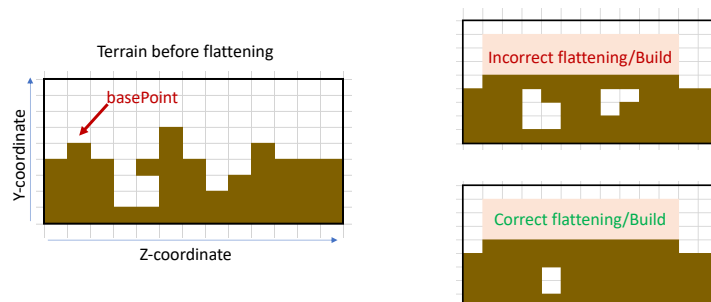 Terrain before flattening
basePoint
Y-coordinate
Z-coordinate
Incorrect flattening/Build
Correct flattening/Build